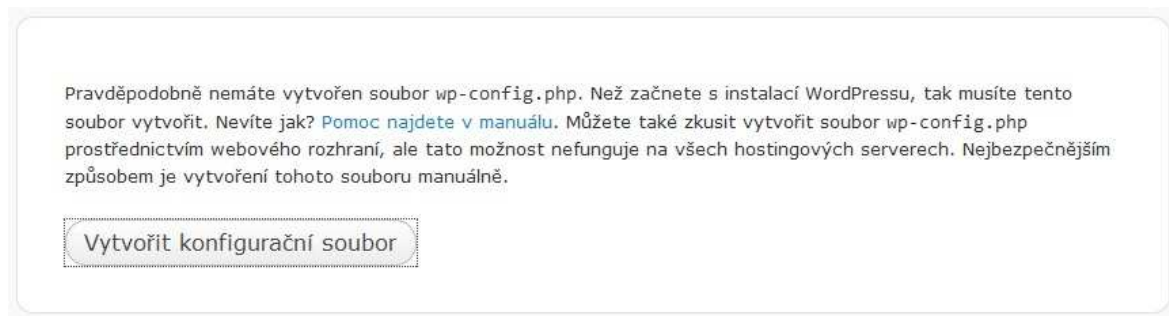 Pravděpodobně nemáte vytvořen soubor wp-config.php. Než začnete s instalací WordPressu, tak musíte tento
soubor vytvořit. Nevíte jak? Pomoc najdete v manuálu. Můžete také zkusit vytvořit soubor wp-config.php
prostřednictvím webového rozhraní, ale tato možnost nefunguje na všech hostingových serverech. Nejbezpečnějším
způsobem je vytvoření tohoto souboru manuálně.
Vytvořit konfigurační soubor